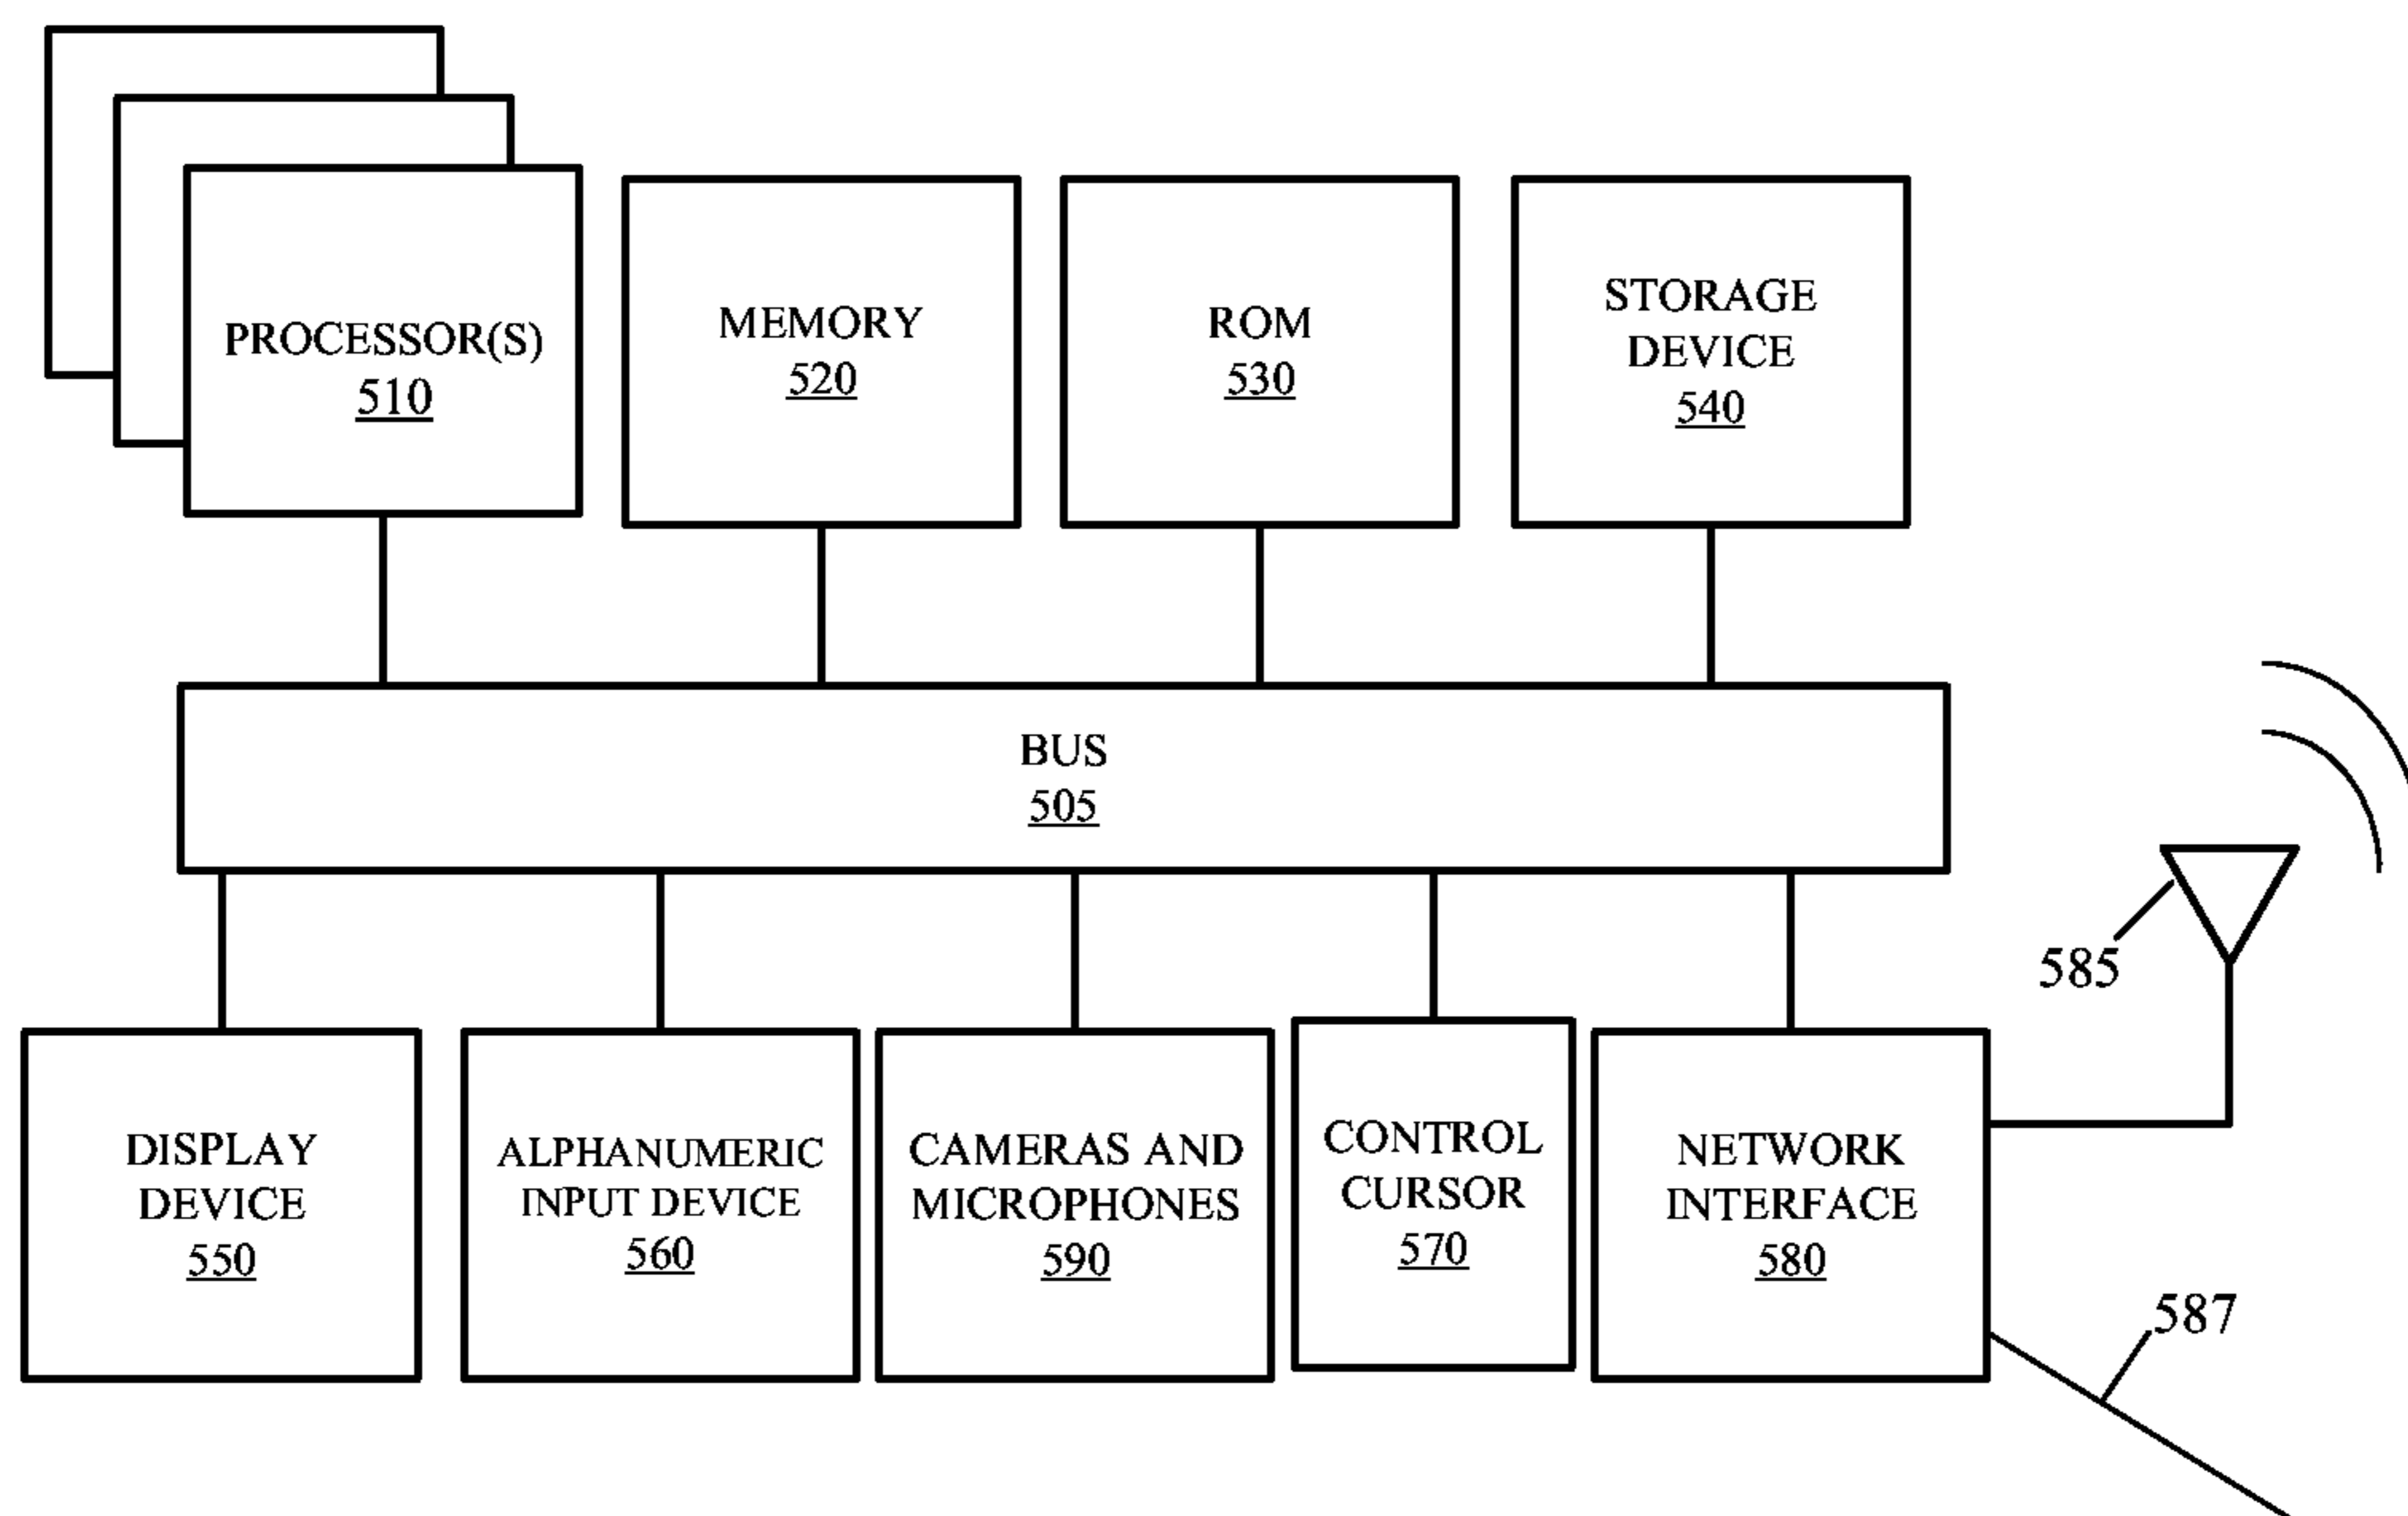 PROCESSOR(S)
510
MEMORY
520
ROM
530
STORAGE
DEVICE
540
BUS
505
585
DISPLAY
DEVICE
550
ALPHANUMERIC
INPUT DEVICE
560
CAMERAS AND
MICROPHONES
590
CONTROL
CURSOR
570
NETWORK
INTERFACE
580
587